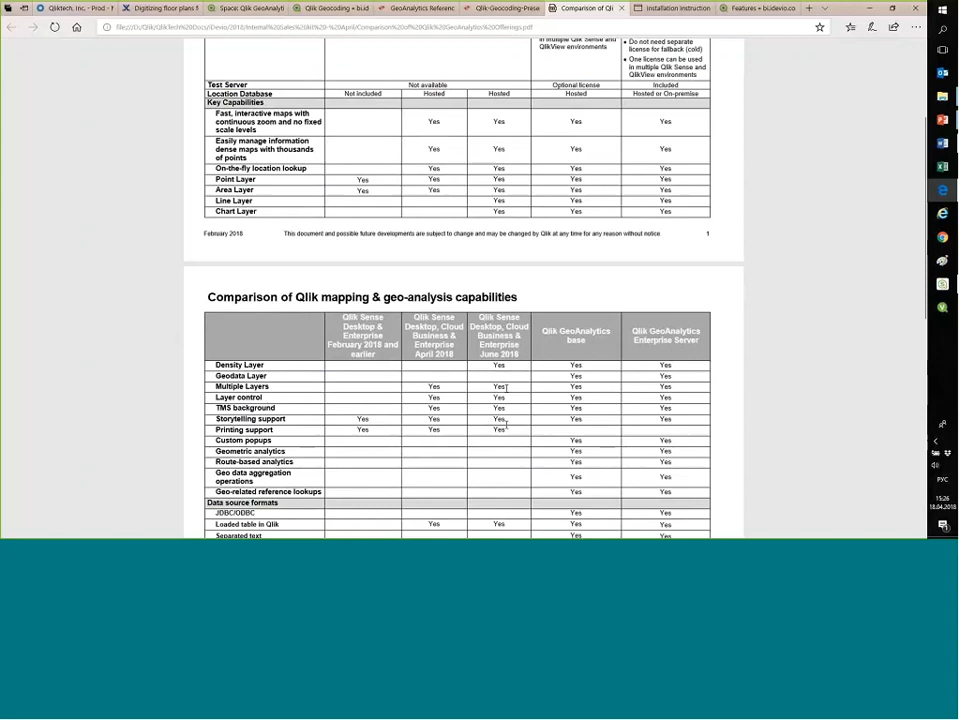 Qliktech, Inc. - Prod - M
Digitizing floor plans f
Space: Qlik GeoAnalyti
Qlik Geocoding + bi.id
GeoAnalytics Referenc
Qlik-Geocoding-Prese
Comparison of Ql
Installation Instruction
Features + bi.idevio.co
in multiple Qlik Sense and
QlikView environments
• Do not need separate
license for fallback (cold)
• One license can be used
in multiple Qlik Sense and
QlikView environments
Test Server Not available Optional license Included
Location Database Not included Hosted Hosted Hosted Hosted or On-premise
Key Capabilities
Fast, interactive maps with
continuous zoom and no fixed Yes Yes Yes Yes
scale levels
Easily manage information
dense maps with thousands Yes Yes Yes Yes
of points
On-the-fly location lookup Yes Yes Yes Yes
Point Layer Yes Yes Yes Yes Yes
Area Layer Yes Yes Yes Yes Yes
Line Layer Yes Yes Yes
Chart Layer Yes Yes Yes
February 2018 This document and possible future developments are subject to change and may be changed by Qlik at any time for any reason without notice. 1
Comparison of Qlik mapping & geo-analysis capabilities
Qlik Sense
Desktop &
Enterprise
February 2018 and
earlier
Qlik Sense
Desktop, Cloud
Business &
Enterprise
April 2018
Qlik Sense
Desktop, Cloud
Business &
Enterprise
June 2018
Qlik GeoAnalytics
base
Qlik GeoAnalytics
Enterprise Server
Density Layer Yes Yes Yes
Geodata Layer Yes Yes
Multiple Layers Yes Yes Yes Yes
Layer control Yes Yes Yes Yes
TMS background Yes Yes Yes Yes
Storytelling support Yes Yes Yes Yes Yes
Printing support Yes Yes Yes
Custom popups Yes Yes
Geometric analytics Yes Yes
Route-based analytics Yes Yes
Geo data aggregation
operations Yes Yes
Geo-related reference lookups Yes Yes
Data source formats
JDBC/ODBC Yes Yes
Loaded table in Qlik Yes Yes Yes Yes
Separated text Yes Yes
РУС
15:26
18.04.2018